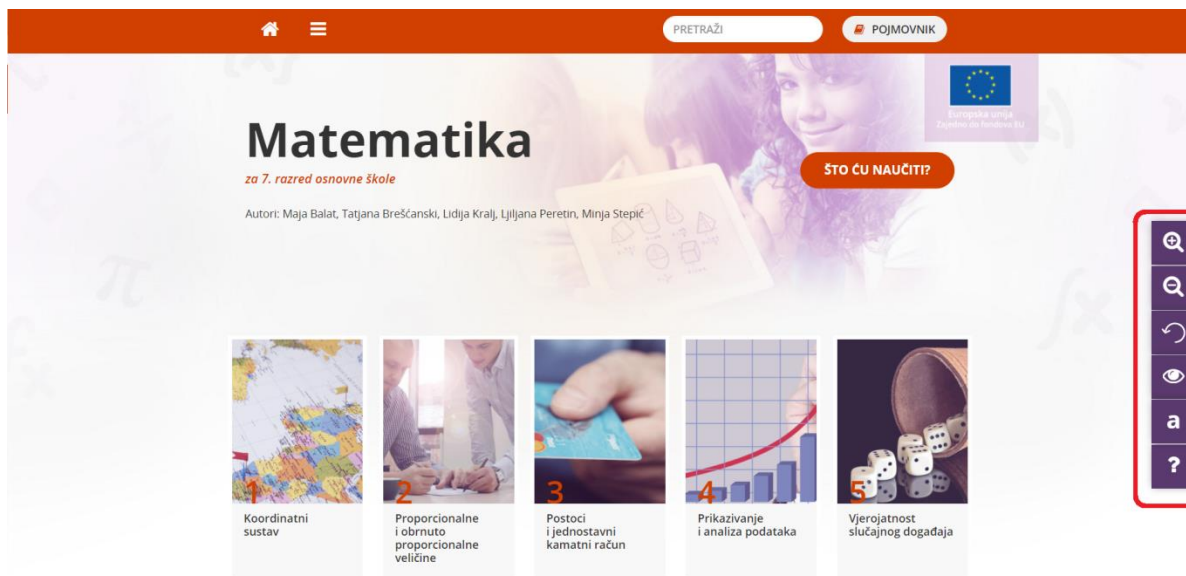 PRETRAŽI
POJMOVNIK
Europska unija
Zajedno do fondova EU
Matematika
za 7. razred osnovne škole
ŠTO ĆU NAUČITI?
Autori: Maja Balat, Tatjana Brešćanski, Lidija Kralj, Ljiljana Peretin, Minja Stepić
1
Koordinatni
sustav
2
Proporcionalne
i obrnuto
proporcionalne
veličine
3
Postoci
i jednostavni
kamatni račun
4
Prikazivanje
i analiza podataka
5
Vjerojatnost
slučajnog događaja
a
?